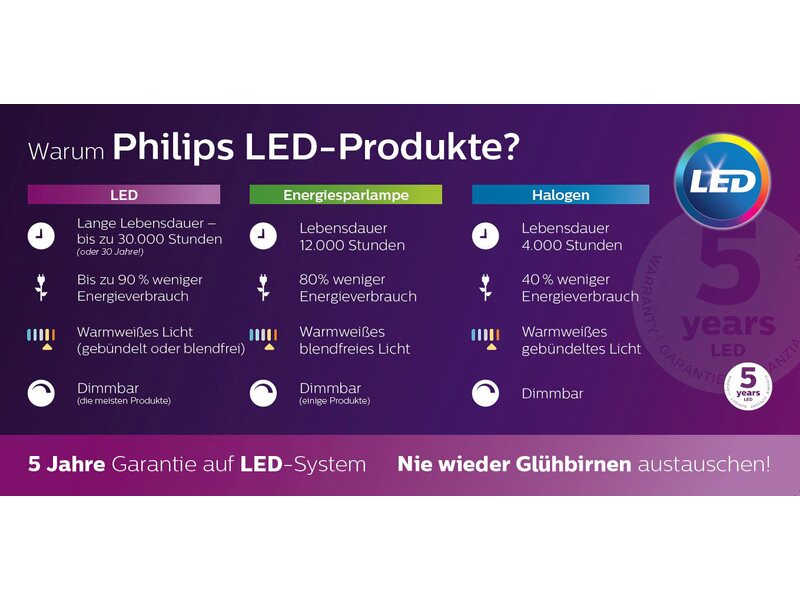 Warum Philips LED-Produkte?
LED
LED
Lange Lebensdauer –
bis zu 30.000 Stunden
(oder 30 Jahre!)
Bis zu 90 % weniger
Energieverbrauch
Warmweißes Licht
(gebündelt oder blendfrei)
Dimmbar
(die meisten Produkte)
Energiesparlampe
Lebensdauer
12.000 Stunden
80% weniger
Energieverbrauch
Warmweißes
blendfreies Licht
Dimmbar
(einige Produkte)
Halogen
Lebensdauer
4.000 Stunden
40 % weniger
Energieverbrauch
Warmweißes
gebündeltes Licht
Dimmbar
5
years
LED
WARRANTY
GARANTIE
5
years
LED
5 Jahre Garantie auf LED-System
Nie wieder Glühbirnen austauschen!